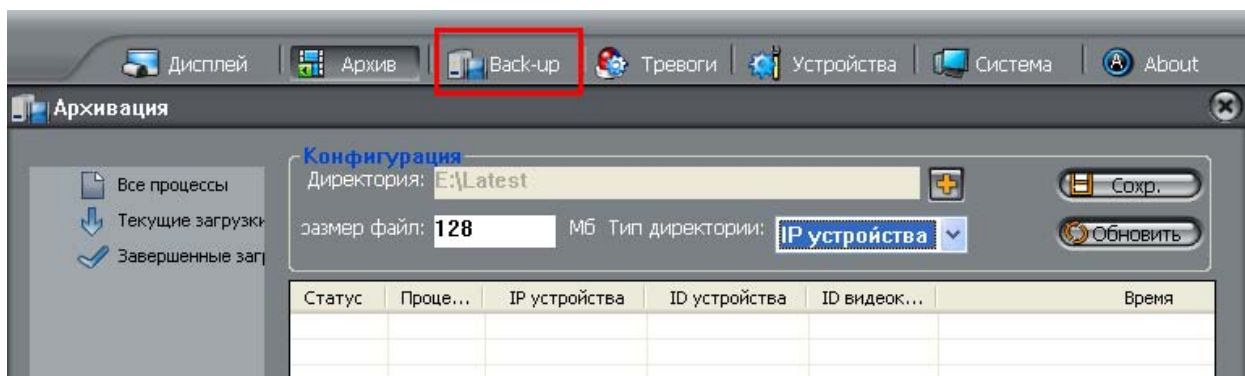 Дисплей Архив Back-up Тревоги Устройства Система About
Архивация
Конфигурация
Все процессы Директория: E:\Latest Сохр.
Текущие загрузки размер файл: 128 Мб Тип директории: IP устройства Обновить
Завершенные заг
Статус Проце... IP устройства ID устройства ID видеок... Время